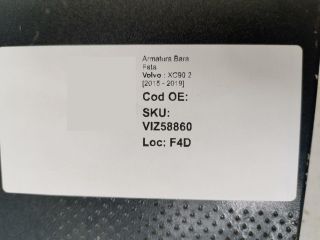 Armatura Bara
Fata
Volvo : XC90 2
[2015 - 2019]
Cod OE:
SKU:
VIZ58860
Loc: F4D